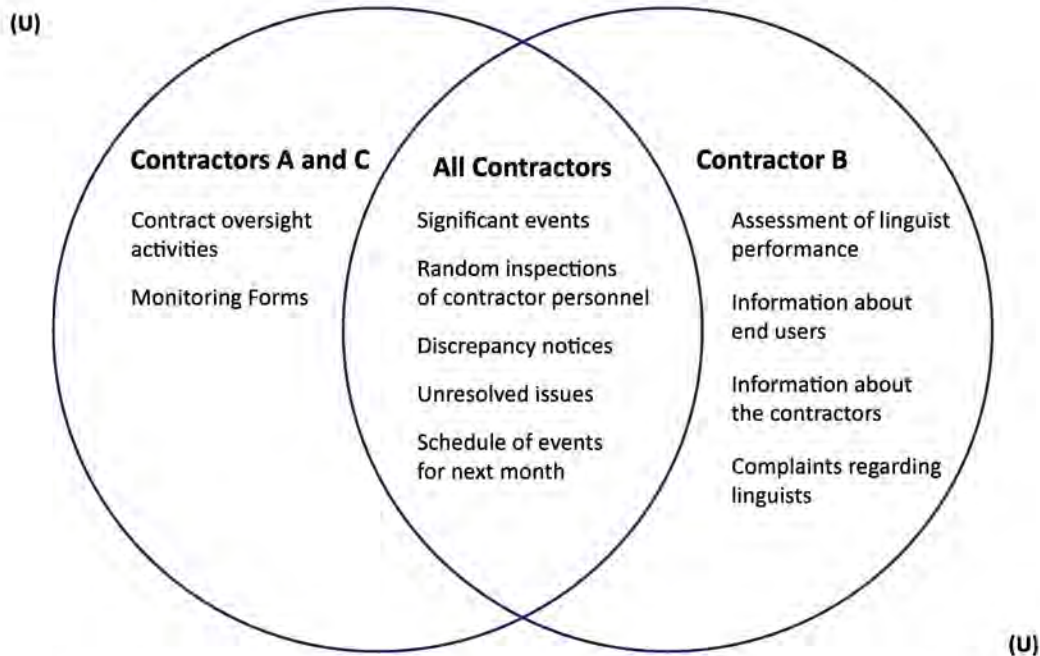 (U)
Contractors A and C
Contract oversight
activities
Monitoring Forms
All Contractors
Significant events
Random inspections
of contractor personnel
Discrepancy notices
Unresolved issues
Schedule of events
for next month
Contractor B
Assessment of linguist
performance
Information about
end users
Information about
the contractors
Complaints regarding
linguists
(U)